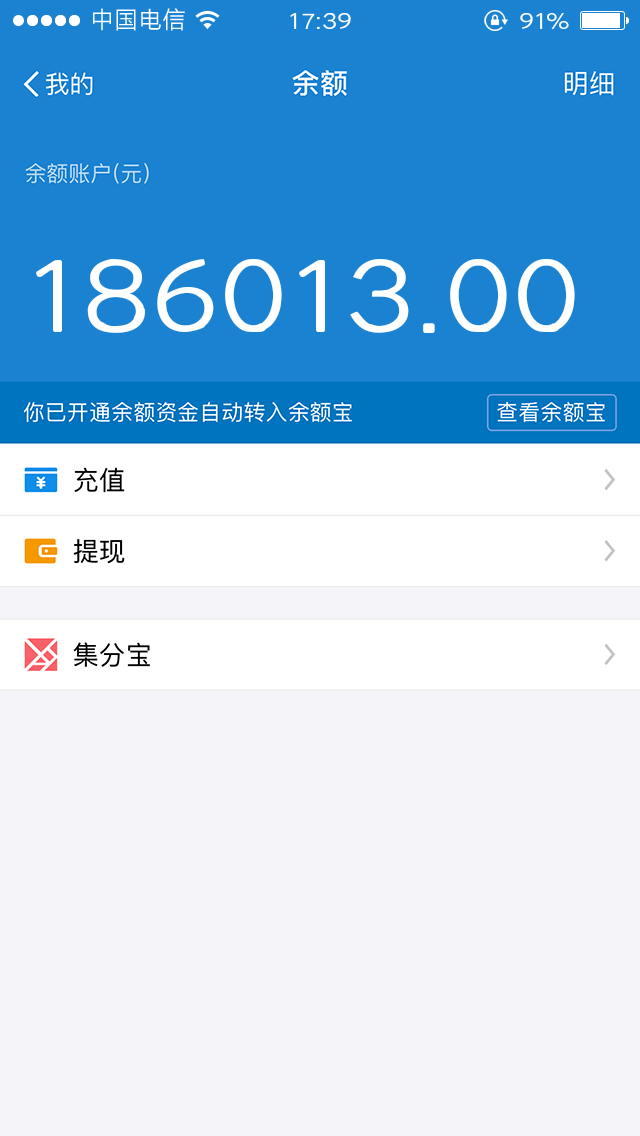 中国电信 17:39 91%
我的 余额 明细
余额账户(元)
186013.00
你已开通余额资金自动转入余额宝 查看余额宝
¥ 充值
提现
集分宝